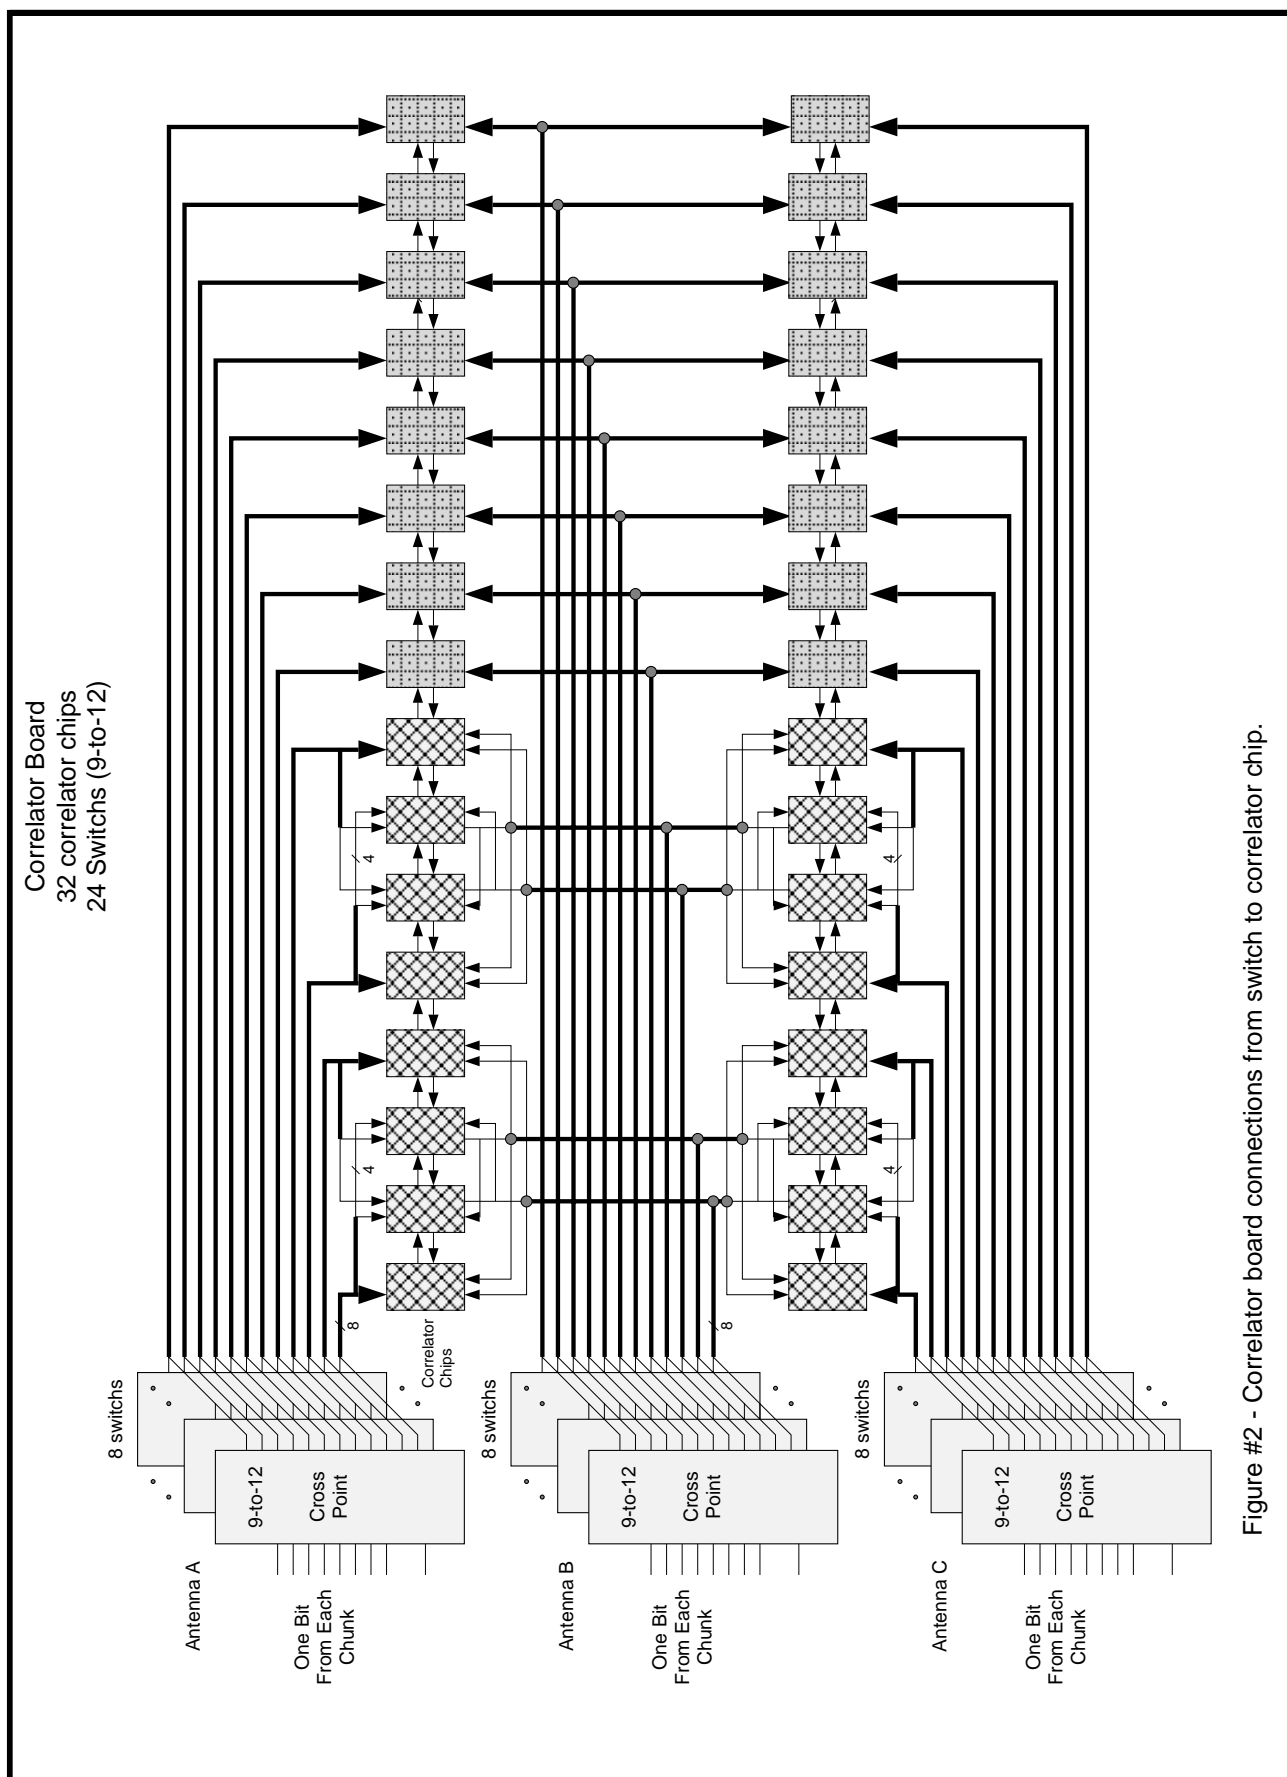 Correlator Board
32 correlator chips
24 Switchs (9-to-12)
8 switchs
9-to-12
Cross
Point
Antenna A
One Bit
From Each
Chunk
8
Correlator
Chips
4
4
8 switchs
9-to-12
Cross
Point
Antenna B
One Bit
From Each
Chunk
8
8 switchs
9-to-12
Cross
Point
Antenna C
One Bit
From Each
Chunk
4
4
Figure #2 - Correlator board connections from switch to correlator chip.